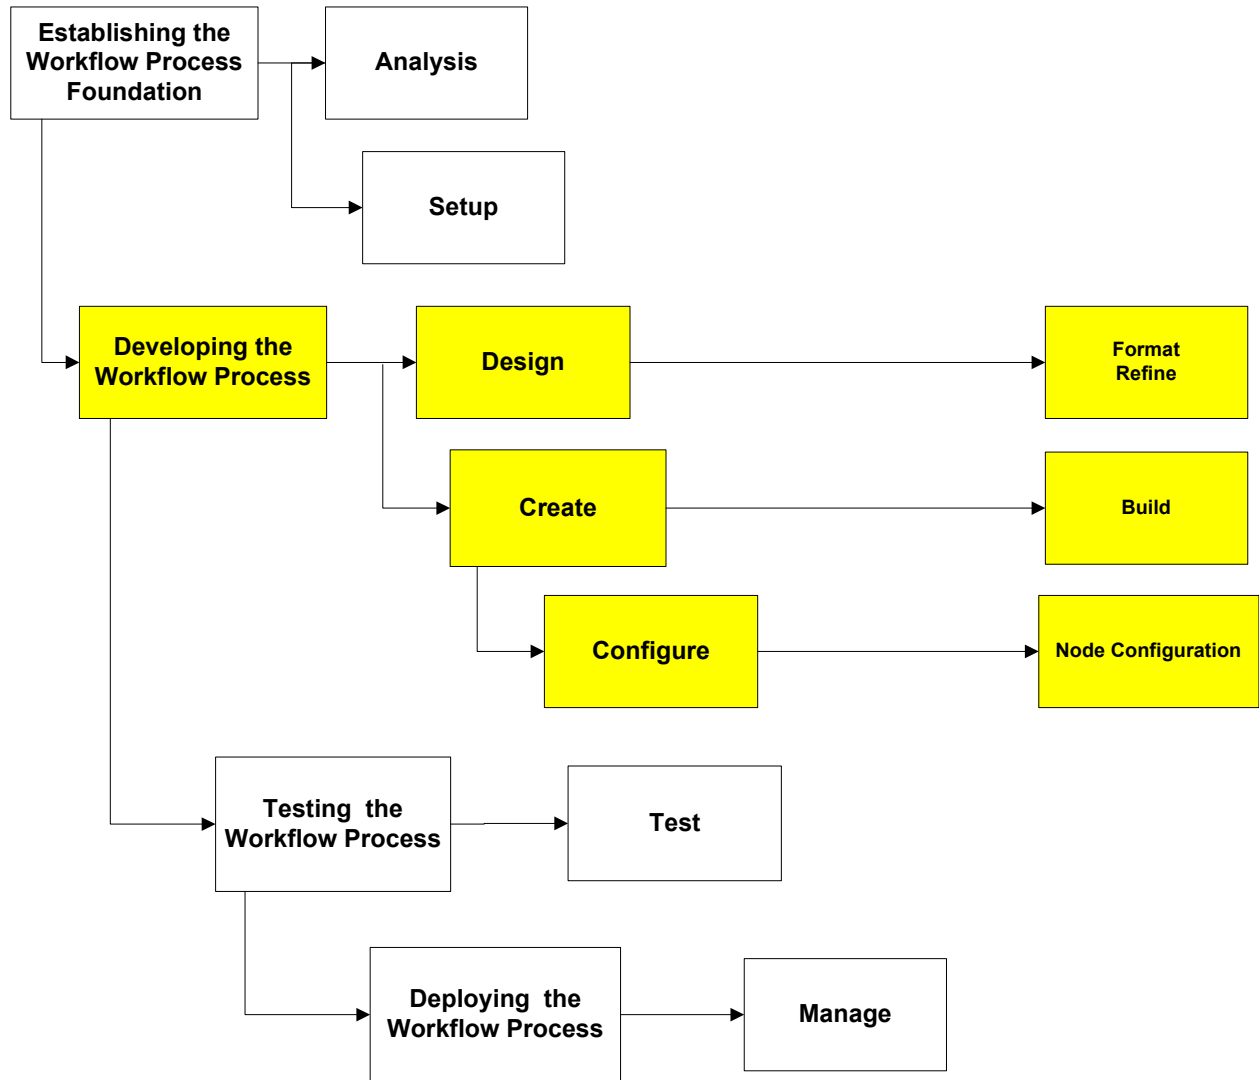 Establishing the
Workflow Process
Foundation
Analysis
Setup
Developing the
Workflow Process
Design
Format
Refine
Create
Build
Configure
Node Configuration
Testing the
Workflow Process
Test
Deploying the
Workflow Process
Manage